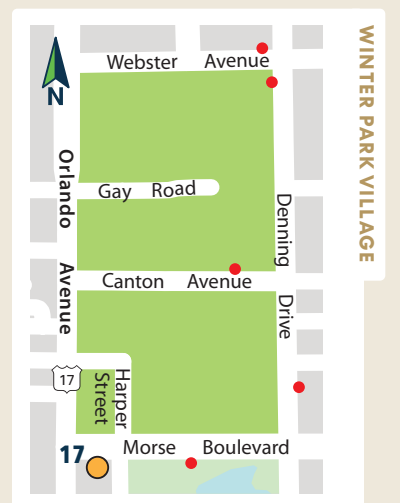 WINTER PARK VILLAGE
Webster Avenue
N
Orlando Avenue
Gay Road
Denning Drive
Canton Avenue
17
Harper Street
17
Morse Boulevard